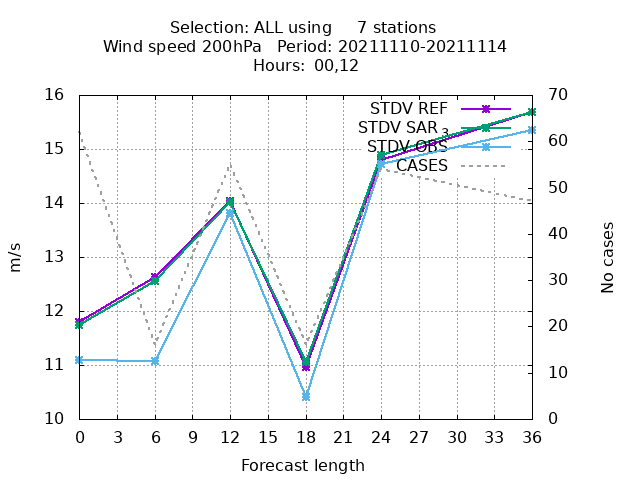 Selection: ALL using 7 stations
Wind speed 200hPa Period: 20211110-20211114
Hours: 00,12
16
15
14
13
12
11
10
m/s
70
60
50
40
30
20
10
0
No cases
STDV REF
STDV SAR 3
STDV OBS
CASES
0 3 6 9 12 15 18 21 24 27 30 33 36
Forecast length